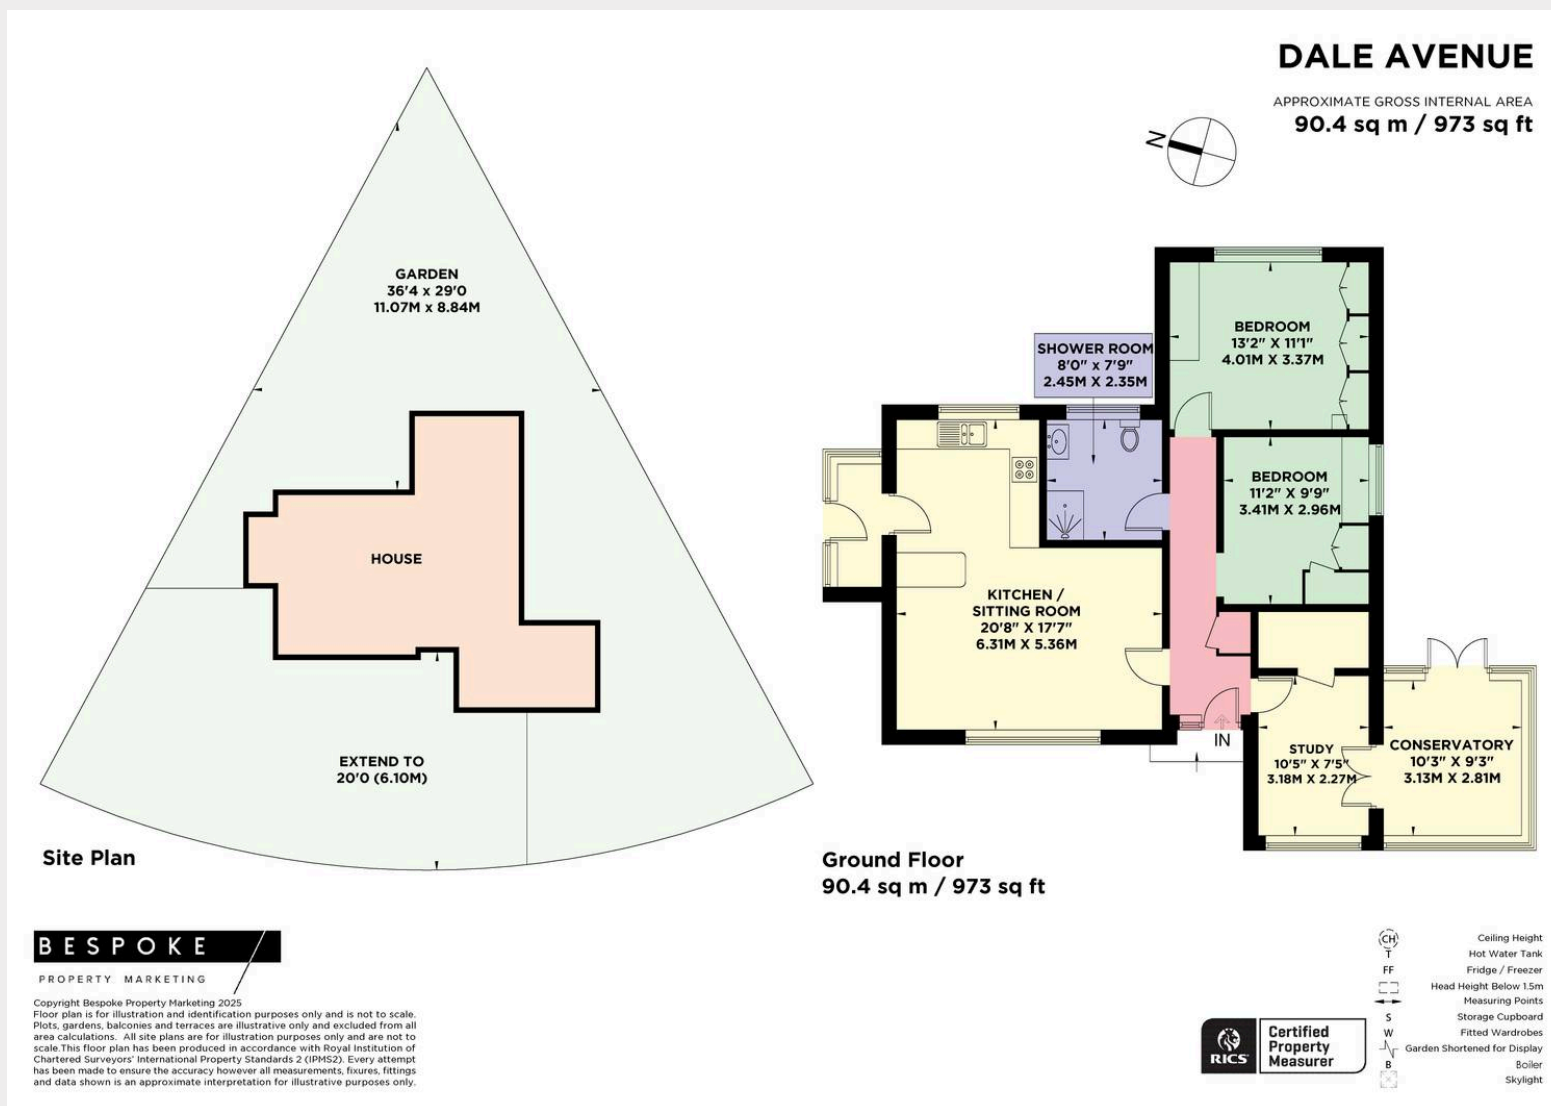 DALE AVENUE
APPROXIMATE GROSS INTERNAL AREA
90.4 sq m / 973 sq ft
N
GARDEN
36'4 x 29'0
11.07M x 8.84M
HOUSE
EXTEND TO
20'0 (6.10M)
Site Plan
BEDROOM
13'2" X 11'1"
4.01M X 3.37M
SHOWER ROOM
8'0" x 7'9"
2.45M X 2.35M
BEDROOM
11'2" X 9'9"
3.41M X 2.96M
KITCHEN /
SITTING ROOM
20'8" X 17'7"
6.31M X 5.36M
IN
STUDY
10'5" X 7'5"
3.18M X 2.27M
CONSERVATORY
10'3" X 9'3"
3.13M X 2.81M
Ground Floor
90.4 sq m / 973 sq ft
BESPOKE
PROPERTY MARKETING
Copyright Bespoke Property Marketing 2025
Floor plan is for illustration and identification purposes only and is not to scale.
Plots, gardens, balconies and terraces are illustrative only and excluded from all
area calculations. All site plans are for illustration purposes only and are not to
scale.This floor plan has been produced in accordance with Royal Institution of
Chartered Surveyors' International Property Standards 2 (IPMS2). Every attempt
has been made to ensure the accuracy however all measurements, fixures, fittings
and data shown is an approximate interpretation for illustrative purposes only.
RICS
Certified
Property
Measurer
CH Ceiling Height
T Hot Water Tank
FF Fridge / Freezer
Head Height Below 1.5m
Measuring Points
S Storage Cupboard
W Fitted Wardrobes
Garden Shortened for Display
B Boiler
Skylight